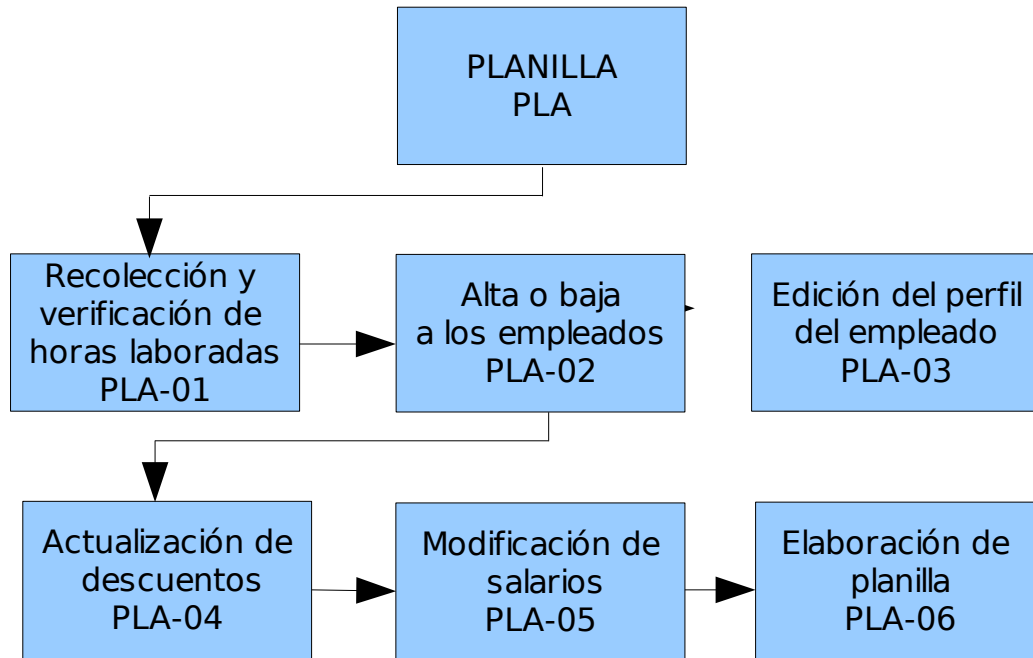 PLANILLA
PLA
Recolección y
verificación de
horas laboradas
PLA-01
Alta o baja
a los empleados
PLA-02
Edición del perfil
del empleado
PLA-03
Actualización de
descuentos
PLA-04
Modificación de
salarios
PLA-05
Elaboración de
planilla
PLA-06